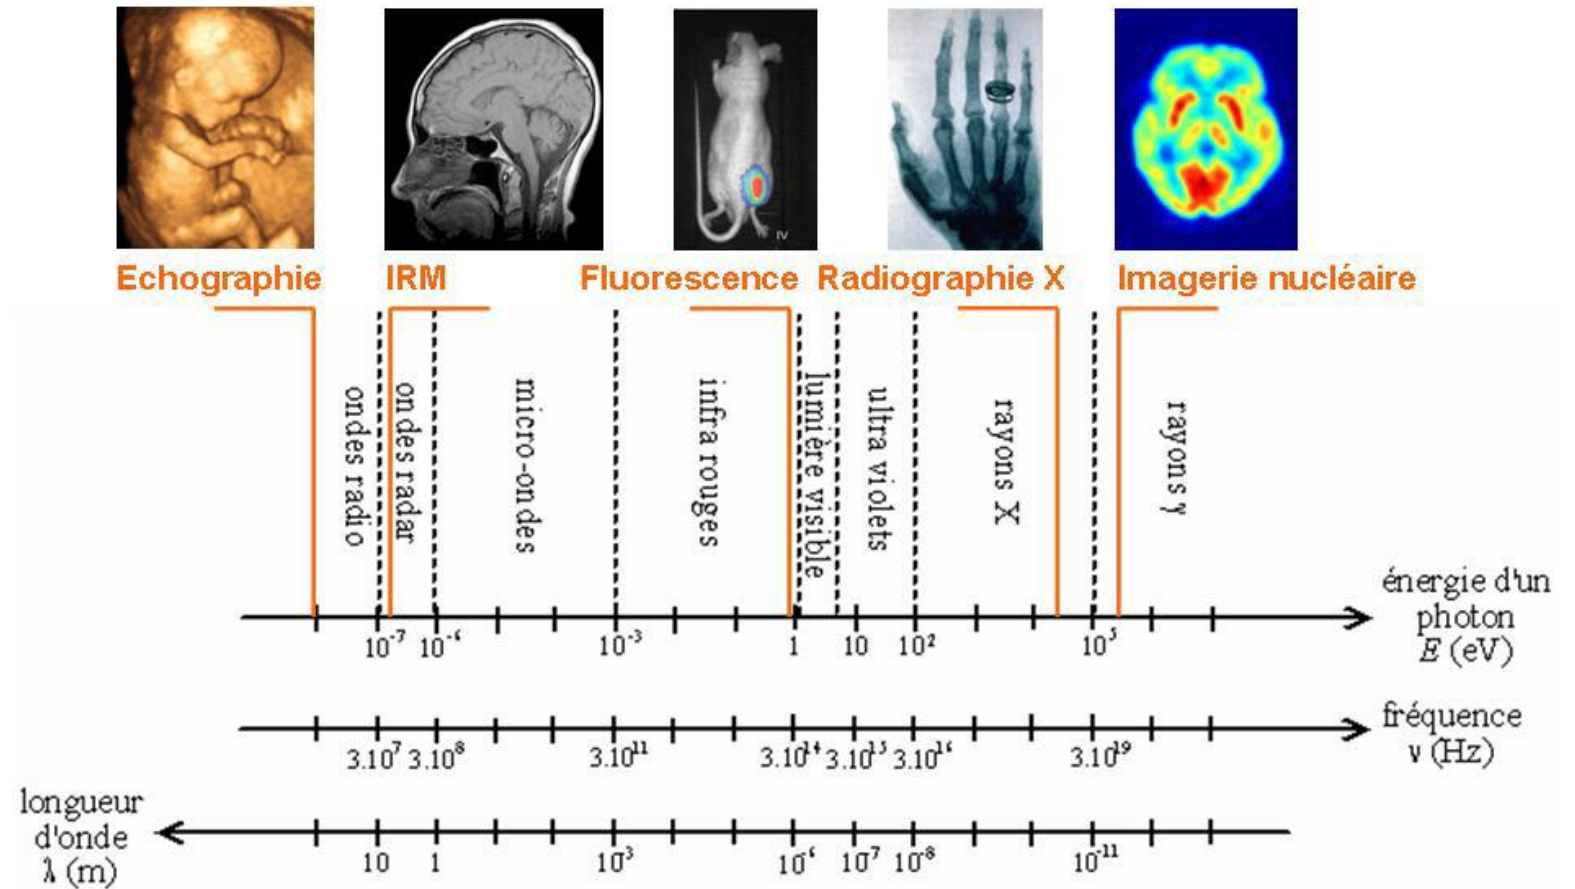 Echographie
IRM
Fluorescence
Radiographie X
Imagerie nucléaire
IV
ondes radio
ondes radar
micro-ondes
infra rouges
lumière visible
ultra violets
rayons X
rayons γ
énergie d'un
photon
E (eV)
10⁻⁷ 10⁻⁶ 10⁻³ 1 10 10² 10⁵
fréquence
ν (Hz)
3.10⁷ 3.10⁸ 3.10¹¹ 3.10¹⁴ 3.10¹⁵ 3.10¹⁶ 3.10¹⁹
longueur
d'onde
λ (m)
10 1 10³ 10⁻⁶ 10⁻⁷ 10⁻⁸ 10⁻¹¹